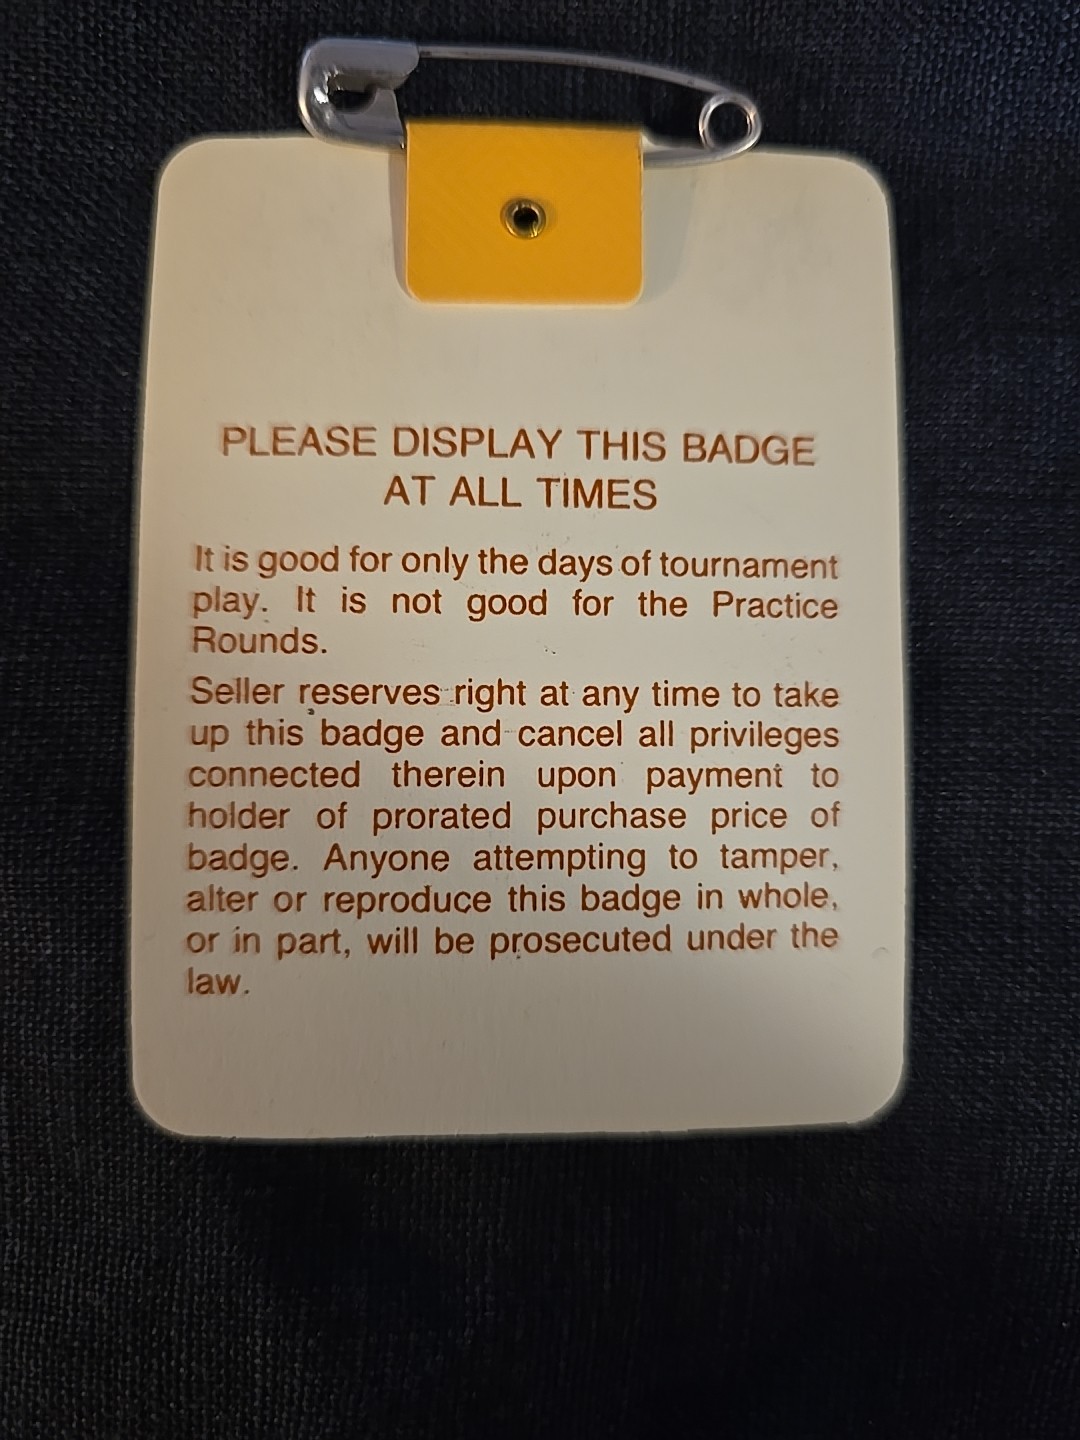 PLEASE DISPLAY THIS BADGE
AT ALL TIMES
It is good for only the days of tournament
play. It is not good for the Practice
Rounds.
Seller reserves right at any time to take
up this badge and cancel all privileges
connected therein upon payment to
holder of prorated purchase price of
badge. Anyone attempting to tamper,
alter or reproduce this badge in whole,
or in part, will be prosecuted under the
law.